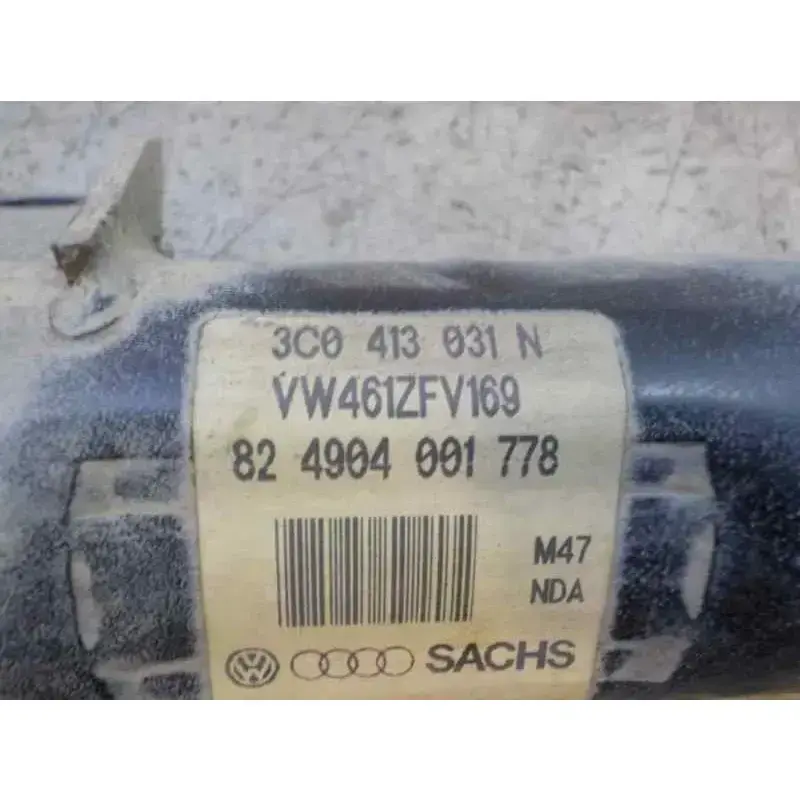 3C0 413 031 N
VW461ZFV169
82 4904 001 778
M47
NDA
SACHS